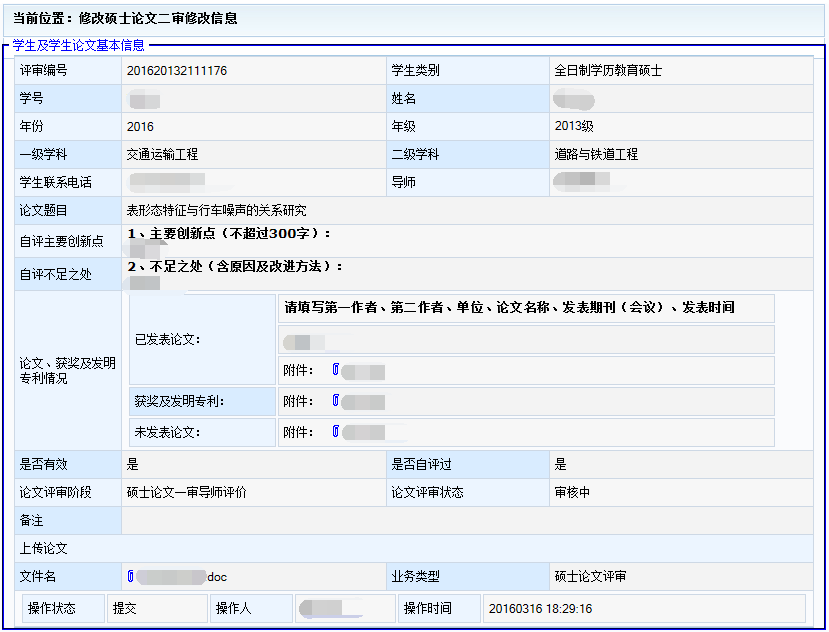 当前位置：修改硕士论文二审修改信息
学生及学生论文基本信息
评审编号 201620132111176 学生类别 全日制学历教育硕士
学号 姓名
年份 2016 年级 2013级
一级学科 交通运输工程 二级学科 道路与铁道工程
学生联系电话 导师
论文题目 表形态特征与行车噪声的关系研究
自评主要创新点 1、主要创新点（不超过300字）：
自评不足之处 2、不足之处（含原因及改进方法）：
请填写第一作者、第二作者、单位、论文名称、发表期刊（会议）、发表时间
已发表论文：
论文、获奖及发明
专利情况
附件：
获奖及发明专利： 附件：
未发表论文： 附件：
是否有效 是 是否自评过 是
论文评审阶段 硕士论文一审导师评价 论文评审状态 审核中
备注
上传论文
文件名 doc 业务类型 硕士论文评审
操作状态 提交 操作人 操作时间 20160316 18:29:16